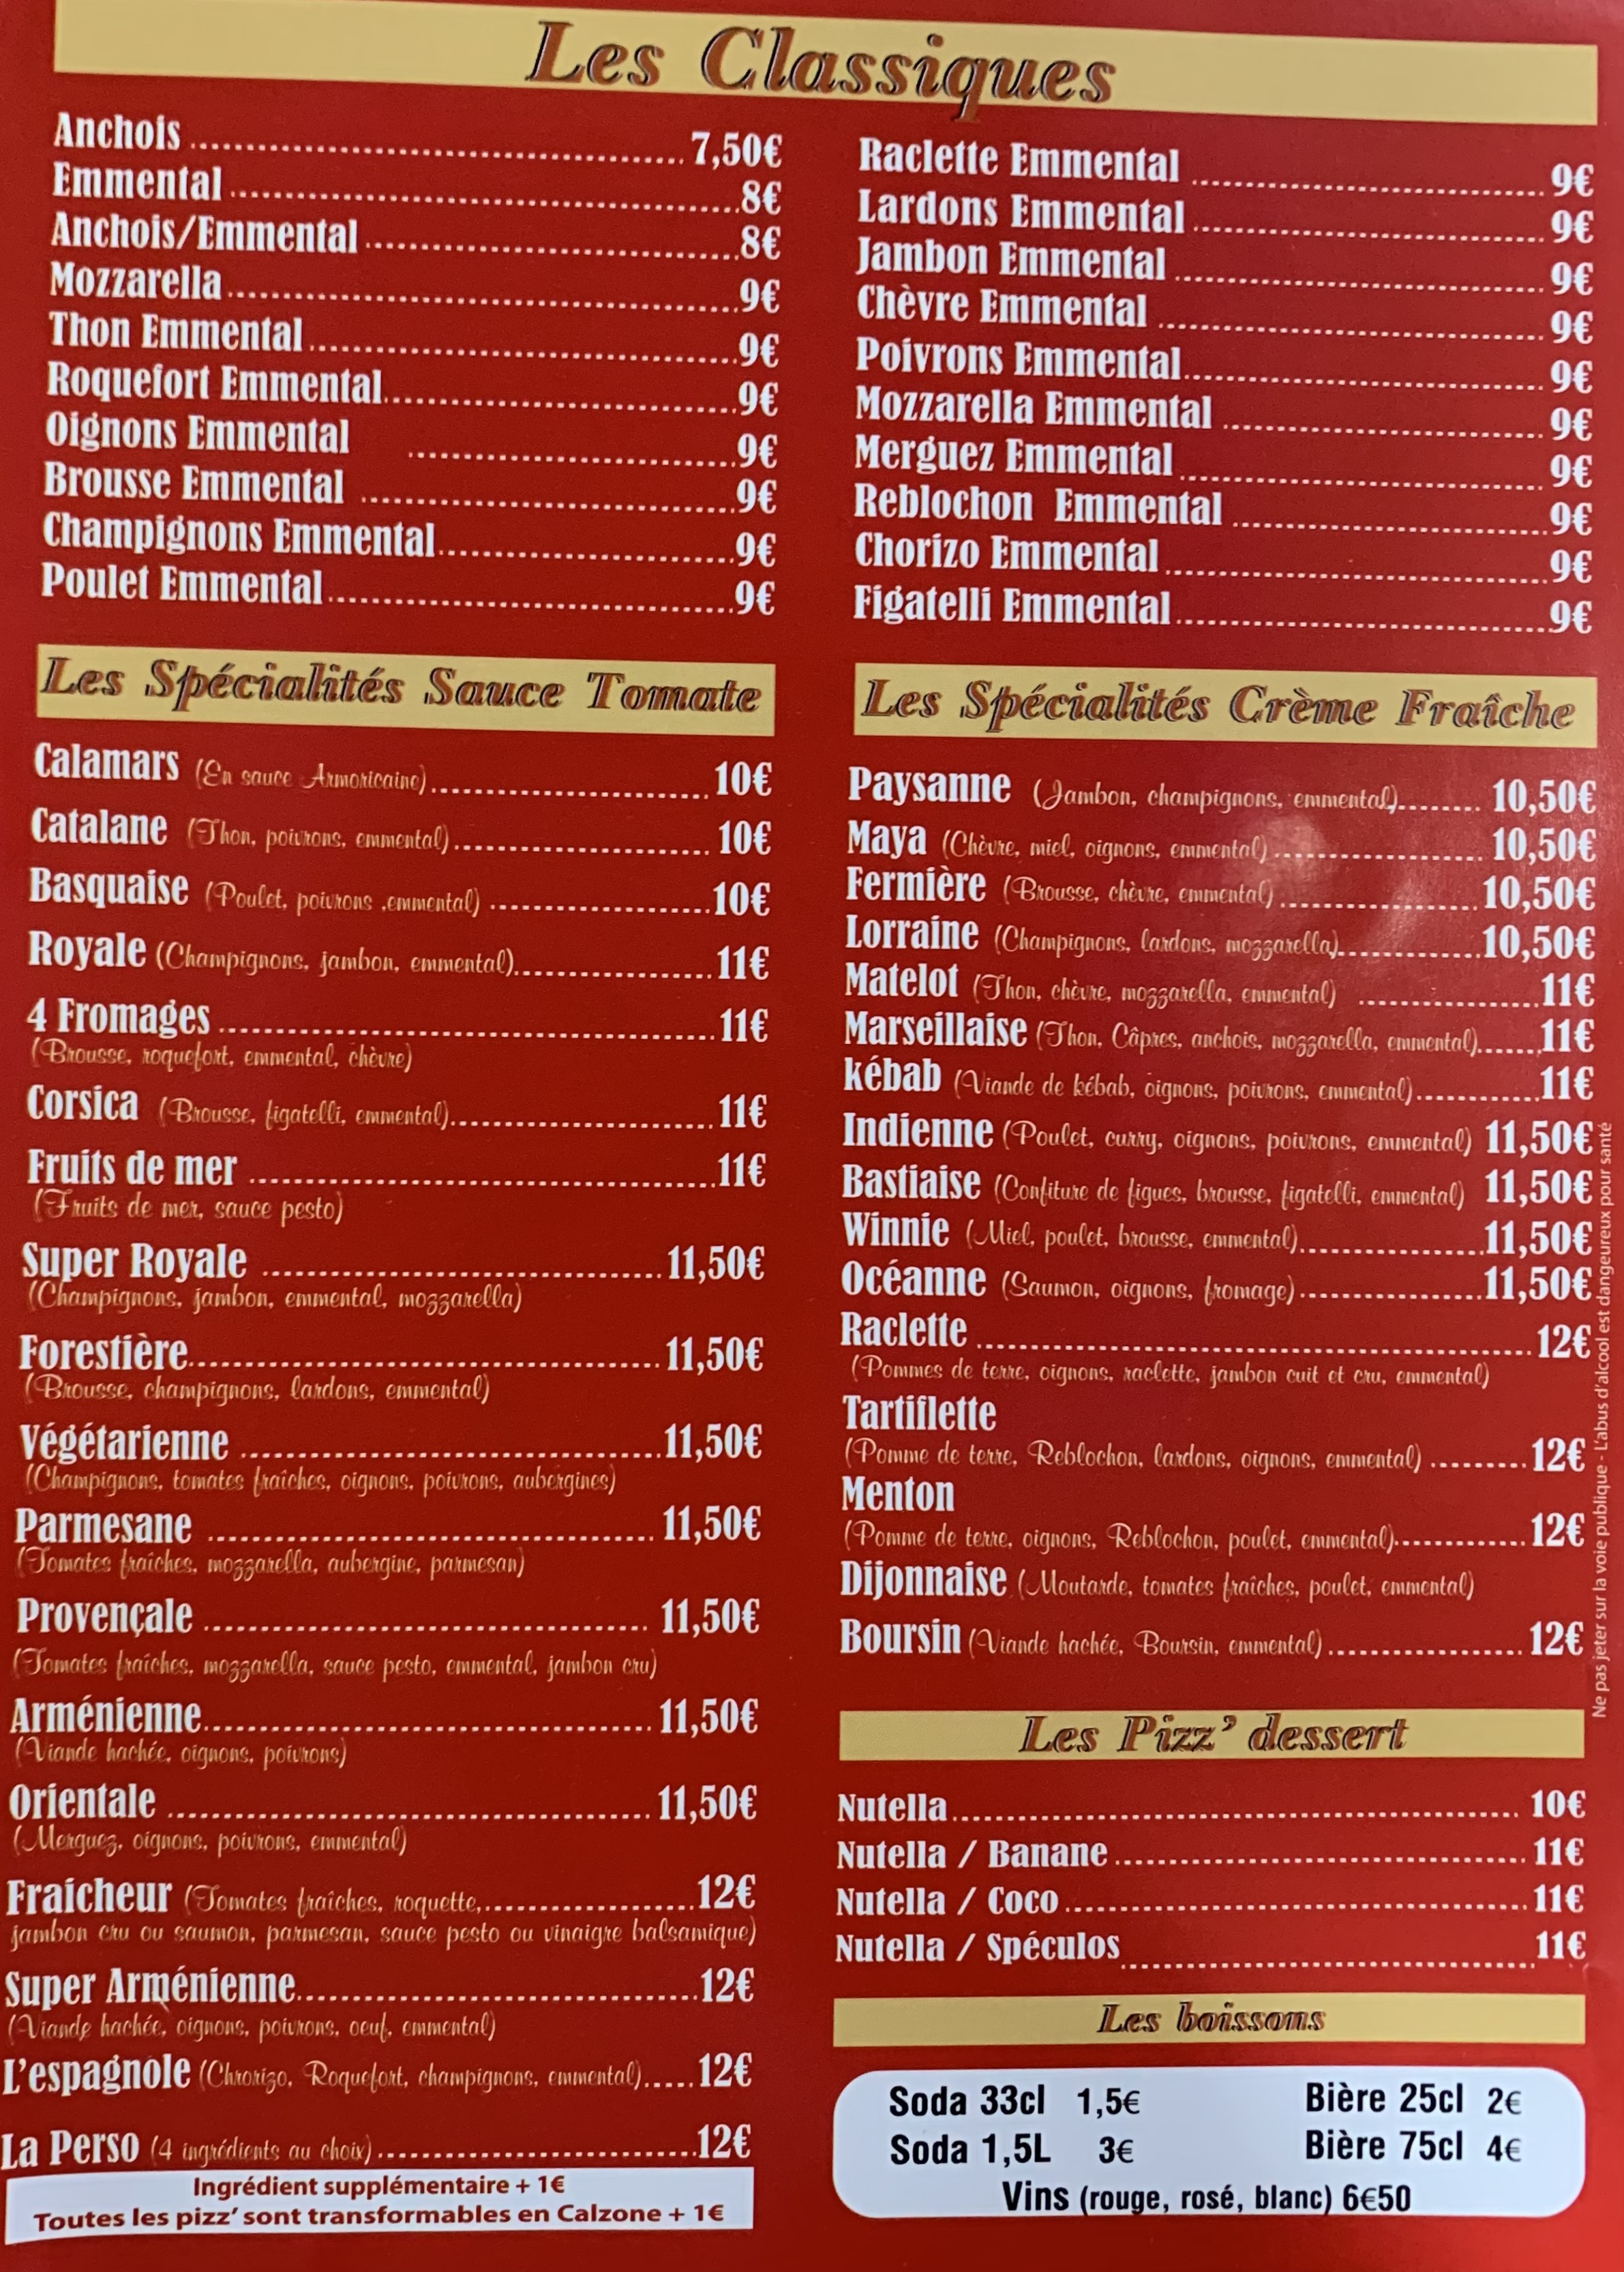 Les Classiques
Anchois 7,50€
Emmental 8€
Anchois/Emmental 8€
Mozzarella 9€
Thon Emmental 9€
Roquefort Emmental 9€
Oignons Emmental 9€
Brousse Emmental 9€
Champignons Emmental 9€
Poulet Emmental 9€
Raclette Emmental 9€
Lardons Emmental 9€
Jambon Emmental 9€
Chèvre Emmental 9€
Poivrons Emmental 9€
Mozzarella Emmental 9€
Merguez Emmental 9€
Reblochon Emmental 9€
Chorizo Emmental 9€
Figatelli Emmental 9€
Les Spécialités Sauce Tomate
Calamars (En sauce Armoricaine) 10€
Catalane (Thon, poivrons, emmental) 10€
Basquaise (Poulet, poivrons ,emmental) 10€
Royale (Champignons, jambon, emmental) 11€
4 Fromages 11€
(Brousse, roquefort, emmental, chèvre)
Corsica (Brousse, figatelli, emmental) 11€
Fruits de mer 11€
(Fruits de mer, sauce pesto)
Super Royale 11,50€
(Champignons, jambon, emmental, mozzarella)
Forestière 11,50€
(Brousse, champignons, lardons, emmental)
Végétarienne 11,50€
(Champignons, tomates fraîches, oignons, poivrons, aubergines)
Parmesane 11,50€
(Tomates fraîches, mozzarella, aubergine, parmesan)
Provençale 11,50€
(Tomates fraîches, mozzarella, sauce pesto, emmental, jambon cru)
Arménienne 11,50€
(Viande hachée, oignons, poivrons)
Orientale 11,50€
(Merguez, oignons, poivrons, emmental)
Fraicheur (Tomates fraîches, roquette, 12€
jambon cru ou saumon, parmesan, sauce pesto ou vinaigre balsamique)
Super Arménienne 12€
(Viande hachée, oignons, poivrons, oeuf, emmental)
L'espagnole (Chrorizo, Roquefort, champignons, emmental) 12€
La Perso (4 ingrédients au choix) 12€
Ingrédient supplémentaire + 1€
Toutes les pizz' sont transformables en Calzone + 1€
Les Spécialités Crème Fraîche
Paysanne (Jambon, champignons, emmental) 10,50€
Maya (Chèvre, miel, oignons, emmental) 10,50€
Fermière (Brousse, chèvre, emmental) 10,50€
Lorraine (Champignons, lardons, mozzarella) 10,50€
Matelot (Thon, chèvre, mozzarella, emmental) 11€
Marseillaise (Thon, Câpres, anchois, mozzarella, emmental) 11€
kébab (Viande de kébab, oignons, poivrons, emmental) 11€
Indienne (Poulet, curry, oignons, poivrons, emmental) 11,50€
Bastiaise (Confiture de figues, brousse, figatelli, emmental) 11,50€
Winnie (Miel, poulet, brousse, emmental) 11,50€
Océanne (Saumon, oignons, fromage) 11,50€
Raclette 12€
(Pommes de terre, oignons, raclette, jambon cuit et cru, emmental)
Tartiflette
(Pomme de terre, Reblochon, lardons, oignons, emmental) 12€
Menton
(Pomme de terre, oignons, Reblochon, poulet, emmental) 12€
Dijonnaise (Moutarde, tomates fraîches, poulet, emmental)
Boursin (Viande hachée, Boursin, emmental) 12€
Les Pizz' dessert
Nutella 10€
Nutella / Banane 11€
Nutella / Coco 11€
Nutella / Spéculos 11€
Les boissons
Soda 33cl 1,5€ Bière 25cl 2€
Soda 1,5L 3€ Bière 75cl 4€
Vins (rouge, rosé, blanc) 6€50
Ne pas jeter sur la voie publique - L'abus d'alcool est dangeureux pour santé